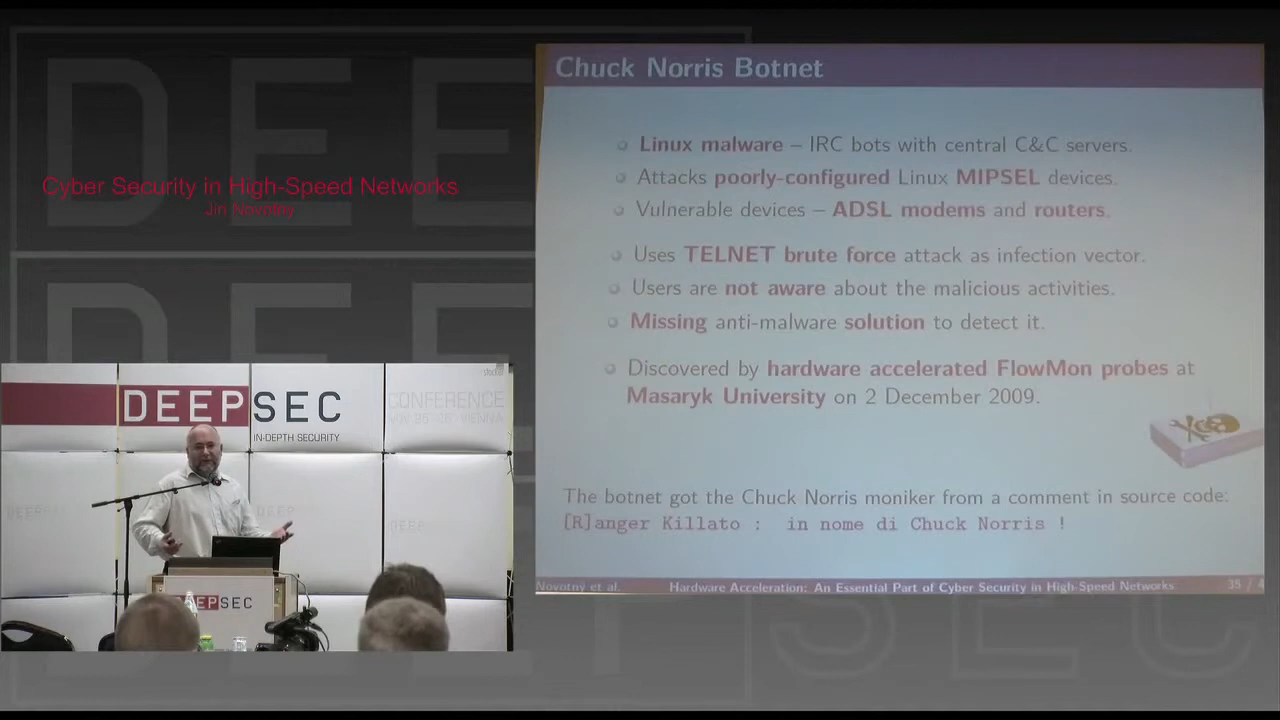 Cyber Security in High-Speed Networks
Jiri Novotny
DEEPSEC
IN-DEPTH SECURITY
CONFERENCE
DEEPSEC
Chuck Norris Botnet
Linux malware – IRC bots with central C&C servers.
Attacks poorly-configured Linux MIPSEL devices.
Vulnerable devices – ADSL modems and routers.
Uses TELNET brute force attack as infection vector.
Users are not aware about the malicious activities.
Missing anti-malware solution to detect it.
Discovered by hardware accelerated FlowMon probes at
Masaryk University on 2 December 2009.
The botnet got the Chuck Norris moniker from a comment in source code:
[R]anger Killato : in nome di Chuck Norris !
Novotný et al. Hardware Acceleration: An Essential Part of Cyber Security in High-Speed Networks 35 / 4